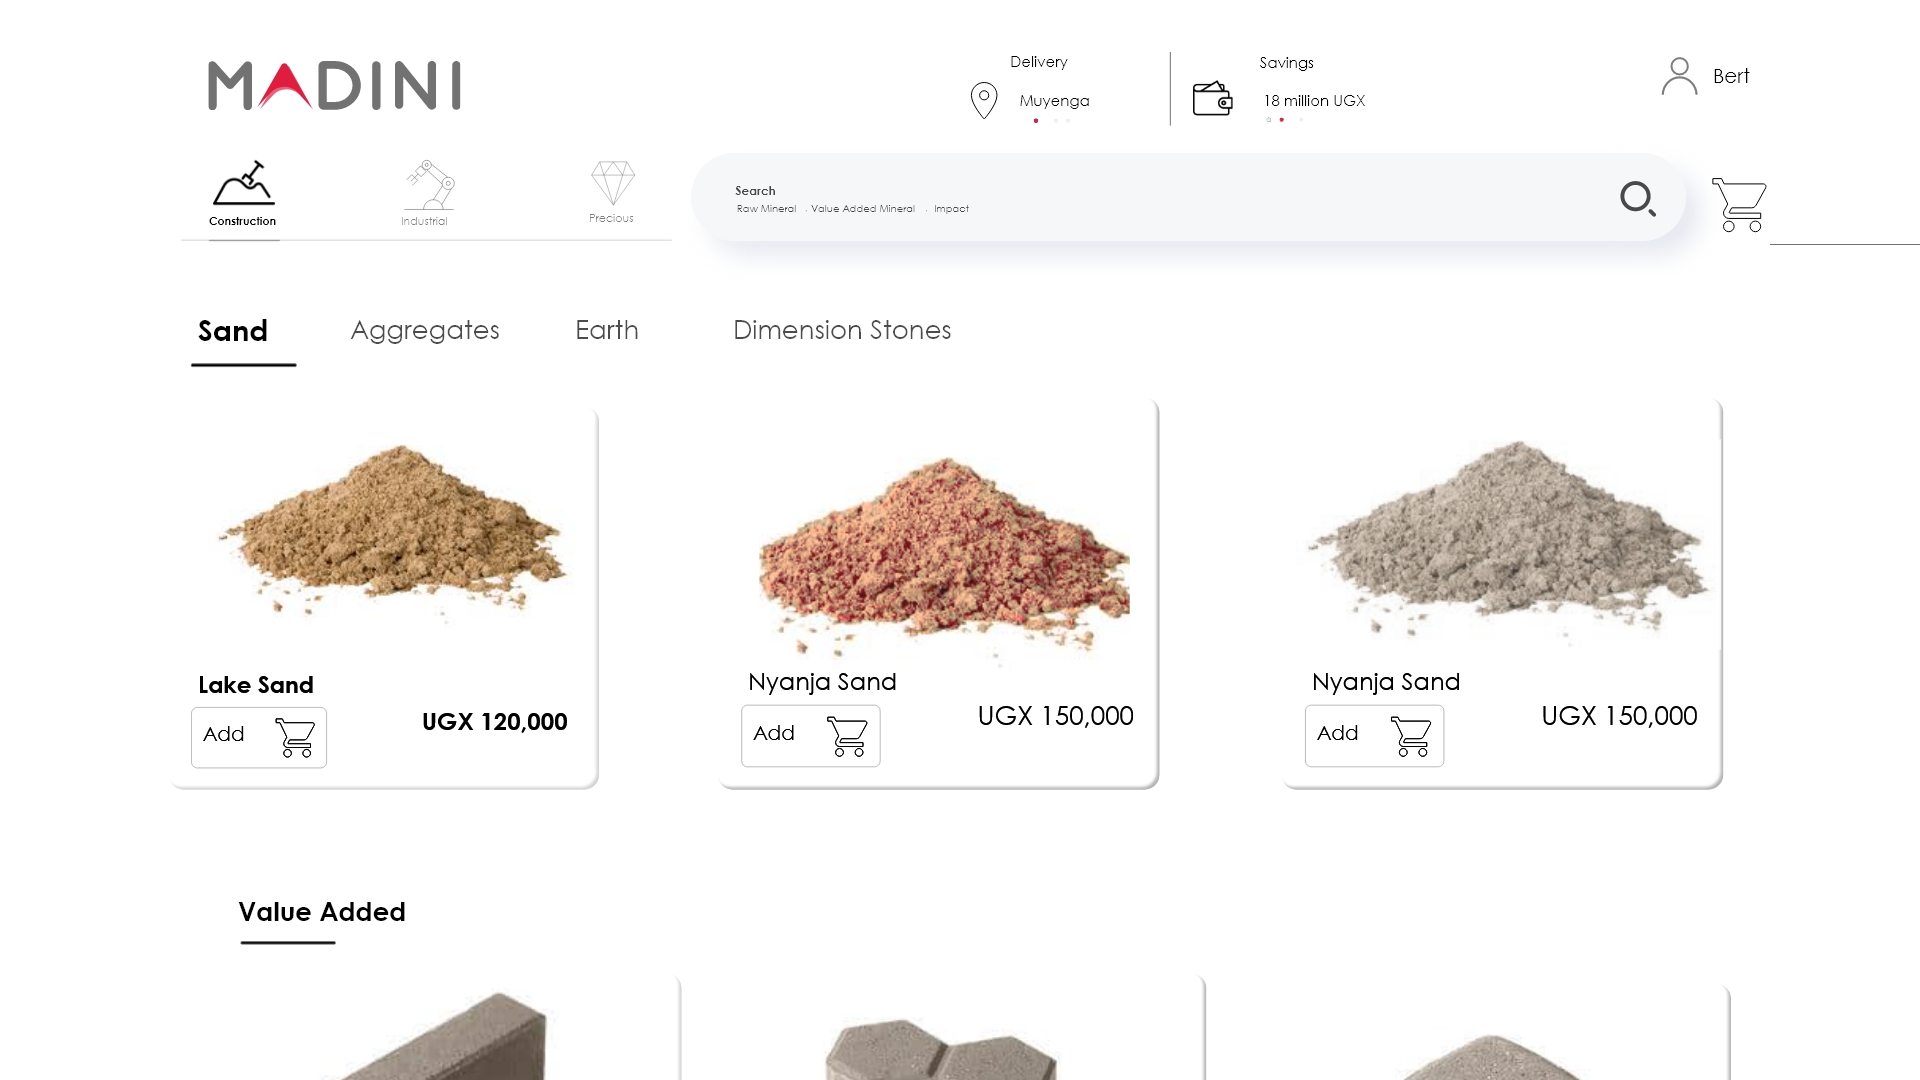 MADINI
Delivery
Muyenga
Savings
18 million UGX
Bert
Construction
Industrial
Precious
Search
Raw Mineral . Value Added Mineral . Impact
Sand
Aggregates
Earth
Dimension Stones
Lake Sand
Add
UGX 120,000
Nyanja Sand
Add
UGX 150,000
Nyanja Sand
Add
UGX 150,000
Value Added